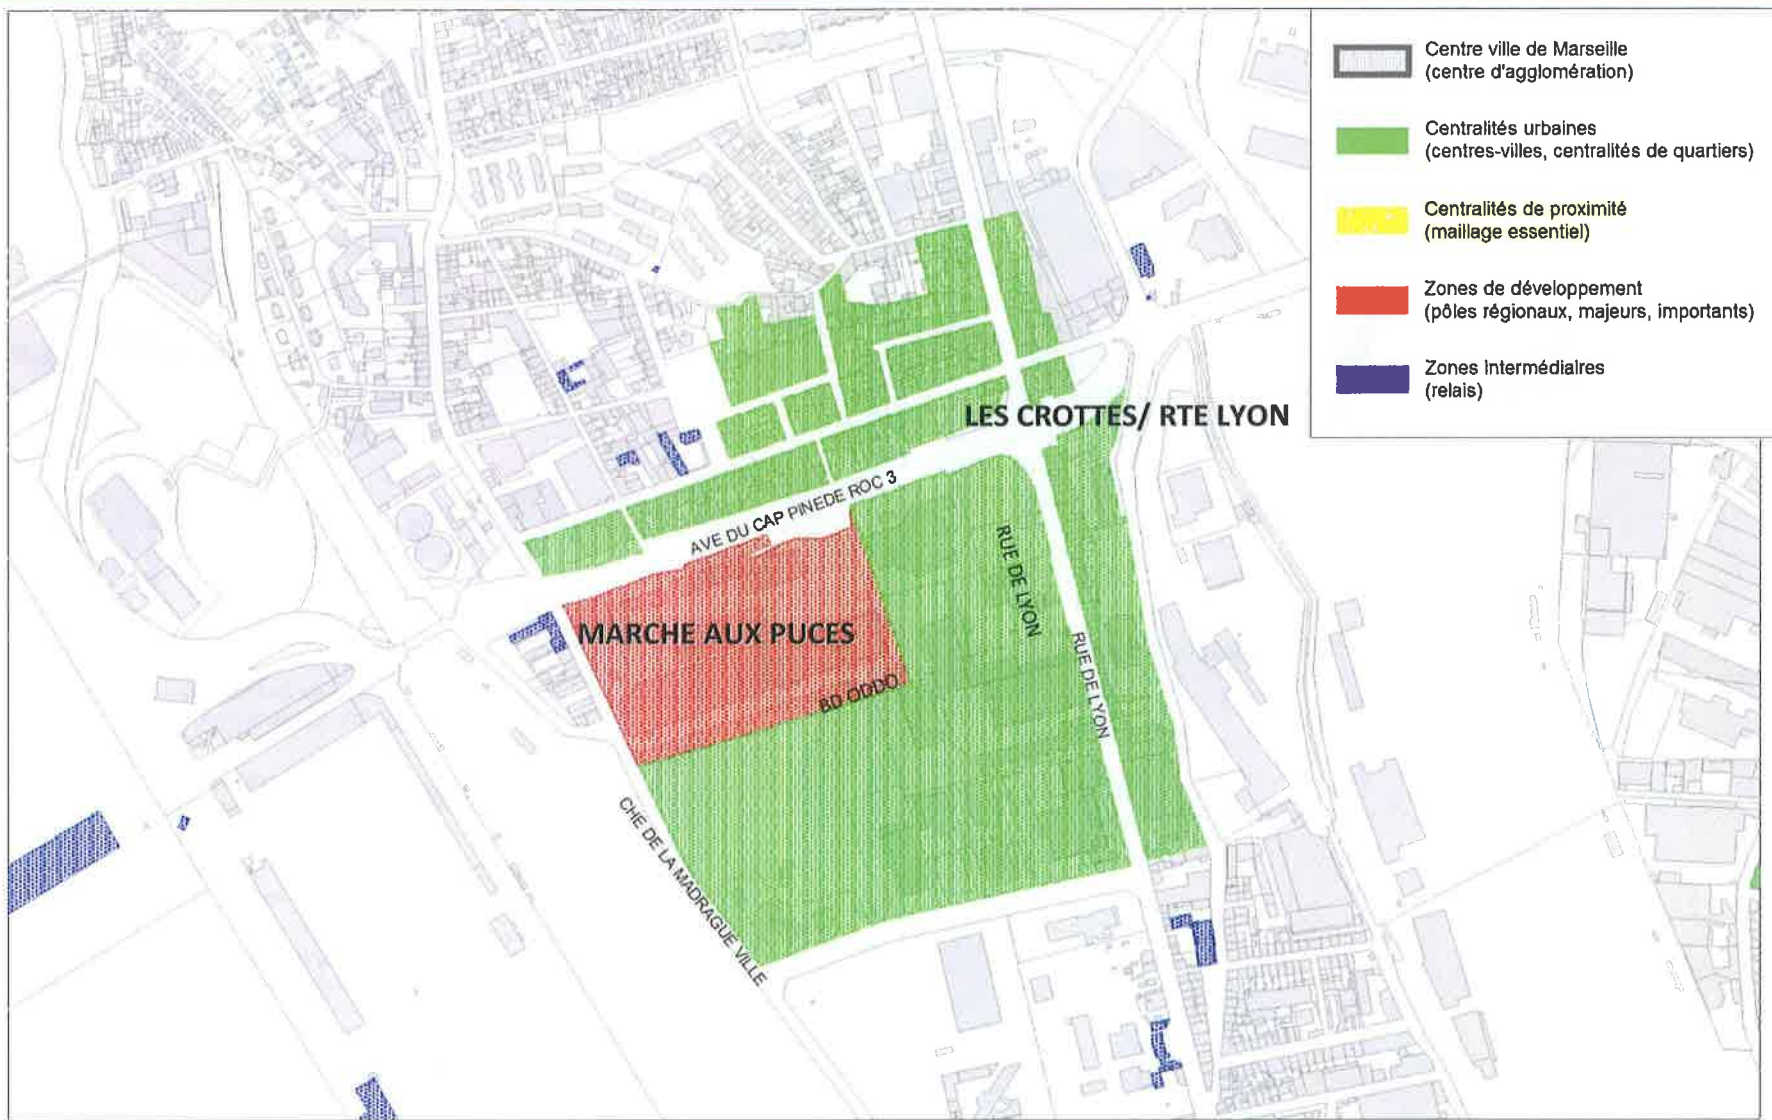 Centre ville de Marseille
(centre d'agglomération)
Centralités urbaines
(centres-villes, centralités de quartiers)
Centralités de proximité
(maillage essentiel)
Zones de développement
(pôles régionaux, majeurs, importants)
Zones Intermédiaires
(relais)
LES CROTTES/ RTE LYON
AVE DU CAP PINEDE ROC 3
RUE DE LYON
MARCHE AUX PUCES
RUE DE LYON
BD ODDO
CHE DE LA MADRAGUE VILLE